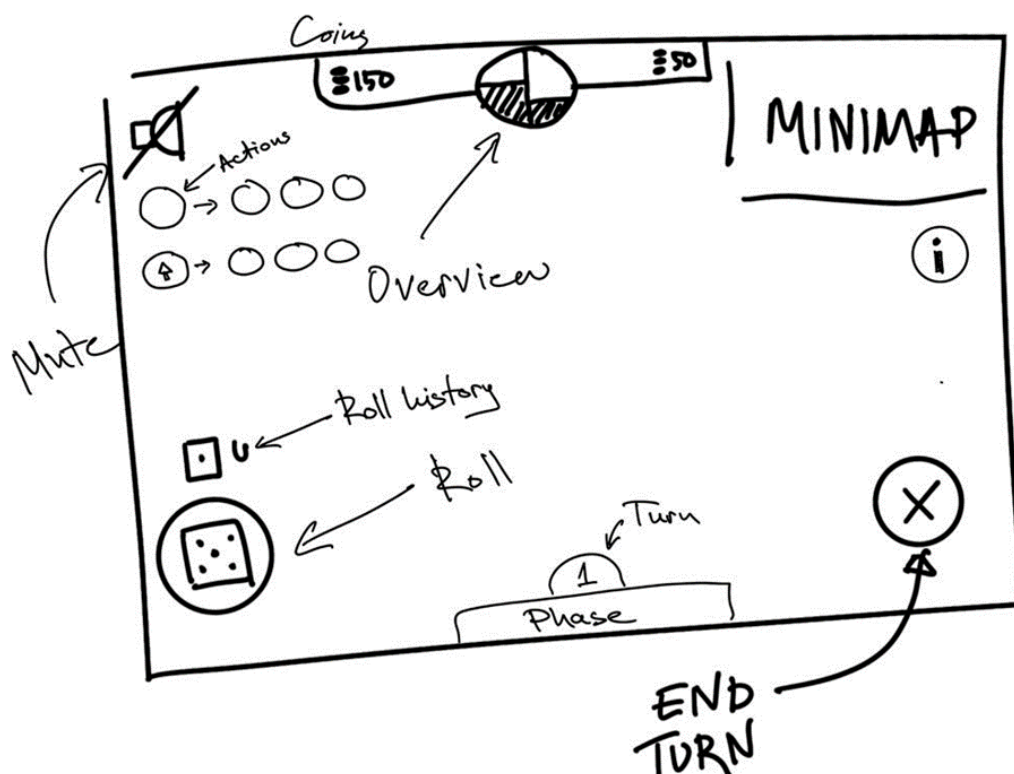 Coins
150
50
MINIMAP
Actions
Overview
i
Mute
Roll history
Roll
Turn
1
Phase
X
END
TURN